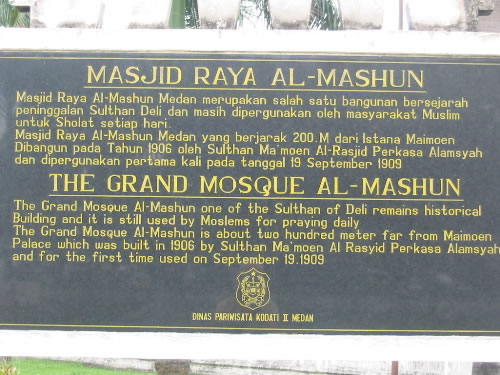 MASJID RAYA AL-MASHUN
Masjid Raya Al-Mashun Medan merupakan salah satu bangunan bersejarah
peninggalan Sulthan Deli dan masih dipergunakan oleh masyarakat Muslim
untuk Sholat setiap hari.
Masjid Raya Al-Mashun Medan yang berjarak 200.M dari Istana Maimoen
Dibangun pada Tahun 1906 oleh Sulthan Ma'moen Al-Rasjid Perkasa Alamsyah
dan dipergunakan pertama kali pada tanggal 19 September 1909
THE GRAND MOSQUE AL-MASHUN
The Grand Mosque Al-Mashun one of the Sulthan of Deli remains historical
Building and it is still used by Moslems for praying daily
The Grand Mosque Al-Mashun is about two hundred meter far from Maimoen
Palace which was built in 1906 by Sulthan Ma'moen Al Rasyid Perkasa Alamsyah
and for the first time used on September 19.1909
DINAS PARIWISATA KODATI II MEDAN